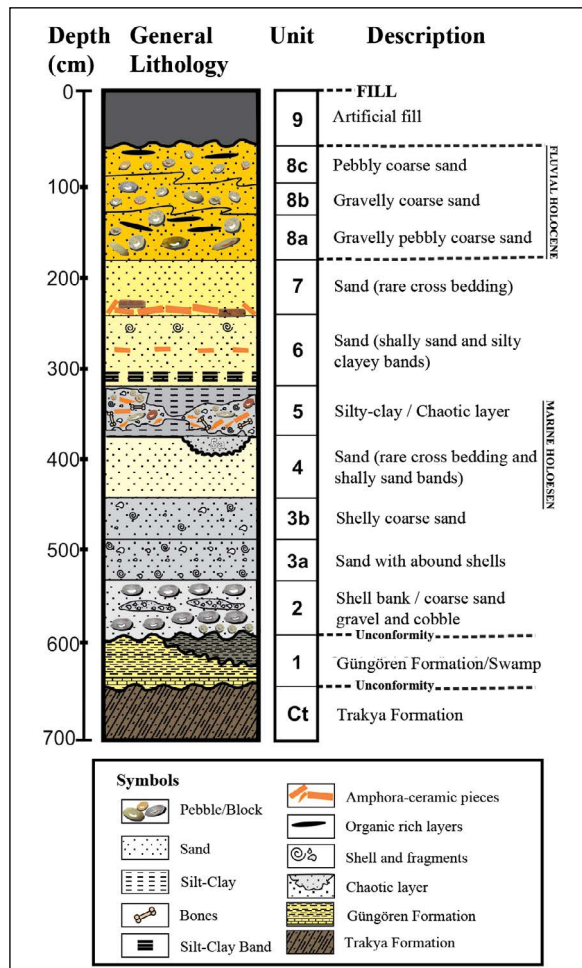 Depth (cm)
General Lithology
Unit
Description
0
100
200
300
400
500
600
700
FILL
9 Artificial fill
8c Pebbly coarse sand
8b Gravelly coarse sand
8a Gravelly pebbly coarse sand
FLUVIAL HOLOCENE
7 Sand (rare cross bedding)
6 Sand (shally sand and silty
clayey bands)
5 Silty-clay / Chaotic layer
4 Sand (rare cross bedding and
shally sand bands)
MARINE HOLOESEN
3b Shelly coarse sand
3a Sand with abound shells
2 Shell bank / coarse sand
gravel and cobble
Unconformity
1 Güngören Formation/Swamp
Unconformity
Ct Trakya Formation
Symbols
Pebble/Block
Sand
Silt-Clay
Bones
Silt-Clay Band
Amphora-ceramic pieces
Organic rich layers
Shell and fragments
Chaotic layer
Güngören Formation
Trakya Formation